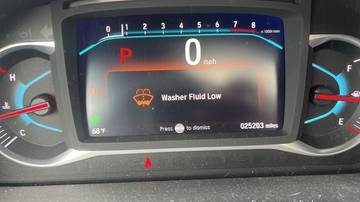 0 1 2 3 4 5 6 7 8 x1000r/min
P 0 mph
H
F
Washer Fluid Low
C
68°F Press to dismiss 025203 miles
E